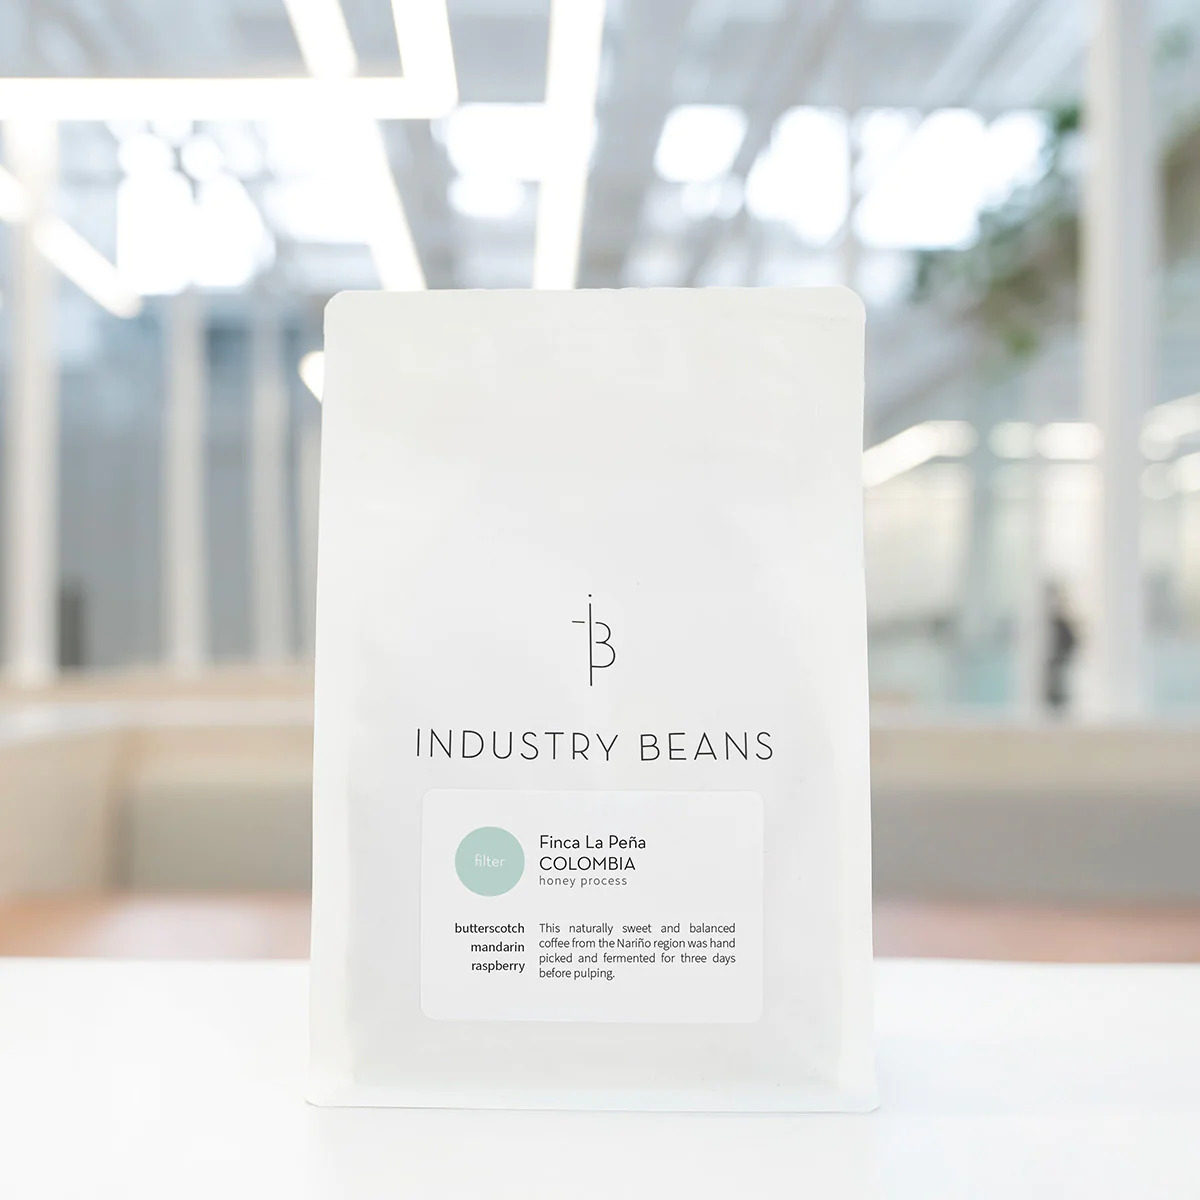 INDUSTRY BEANS
filter
Finca La Peña
COLOMBIA
honey process
butterscotch
mandarin
raspberry
This naturally sweet and balanced
coffee from the Nariño region was hand
picked and fermented for three days
before pulping.